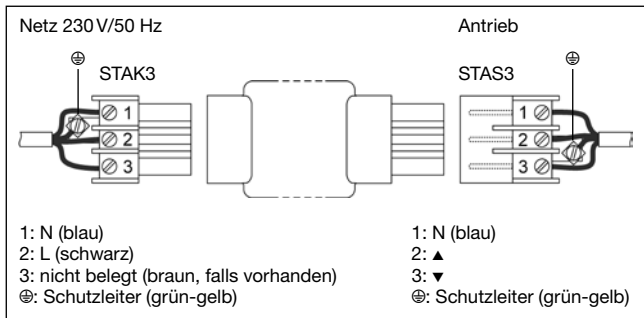 Netz 230 V/50 Hz
Antrieb
STAK3
STAS3
1
2
3
1
2
3
1: N (blau)
2: L (schwarz)
3: nicht belegt (braun, falls vorhanden)
⏚: Schutzleiter (grün-gelb)
1: N (blau)
2: ▲
3: ▼
⏚: Schutzleiter (grün-gelb)